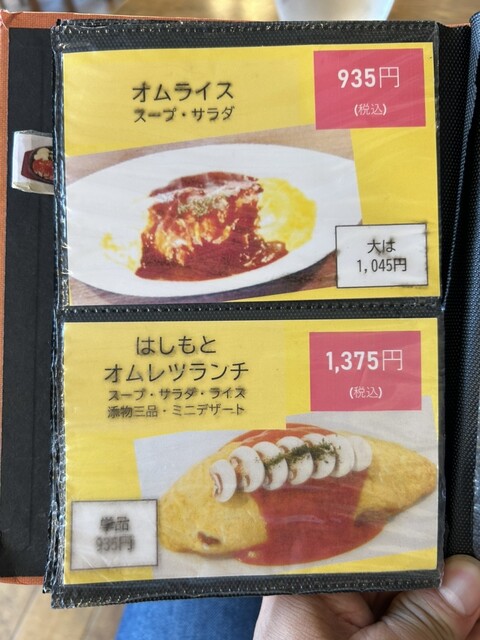 オムライス
スープ・サラダ
935円
(税込)
大は
1,045円
はしもと
オムレツランチ
スープ・サラダ・ライス
添物三品・ミニデザート
1,375円
(税込)
単品
935円